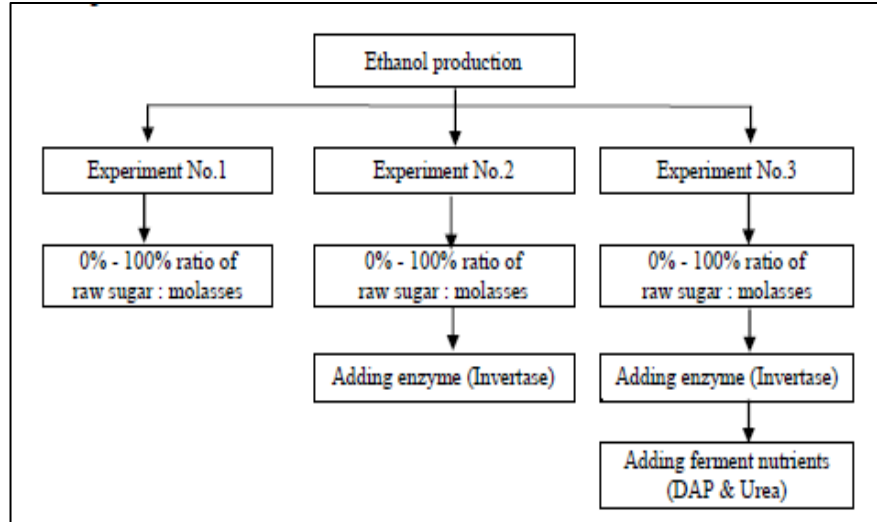 Ethanol production
Experiment No.1
Experiment No.2
Experiment No.3
0% - 100% ratio of
raw sugar : molasses
0% - 100% ratio of
raw sugar : molasses
0% - 100% ratio of
raw sugar : molasses
Adding enzyme (Invertase)
Adding enzyme (Invertase)
Adding ferment nutrients
(DAP & Urea)